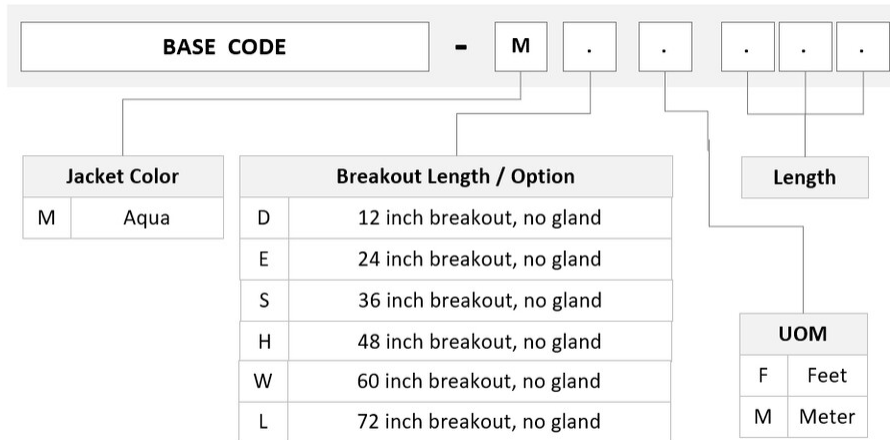 BASE CODE - M . . . . .
Jacket Color
M Aqua
Breakout Length / Option
D 12 inch breakout, no gland
E 24 inch breakout, no gland
S 36 inch breakout, no gland
H 48 inch breakout, no gland
W 60 inch breakout, no gland
L 72 inch breakout, no gland
Length
UOM
F Feet
M Meter